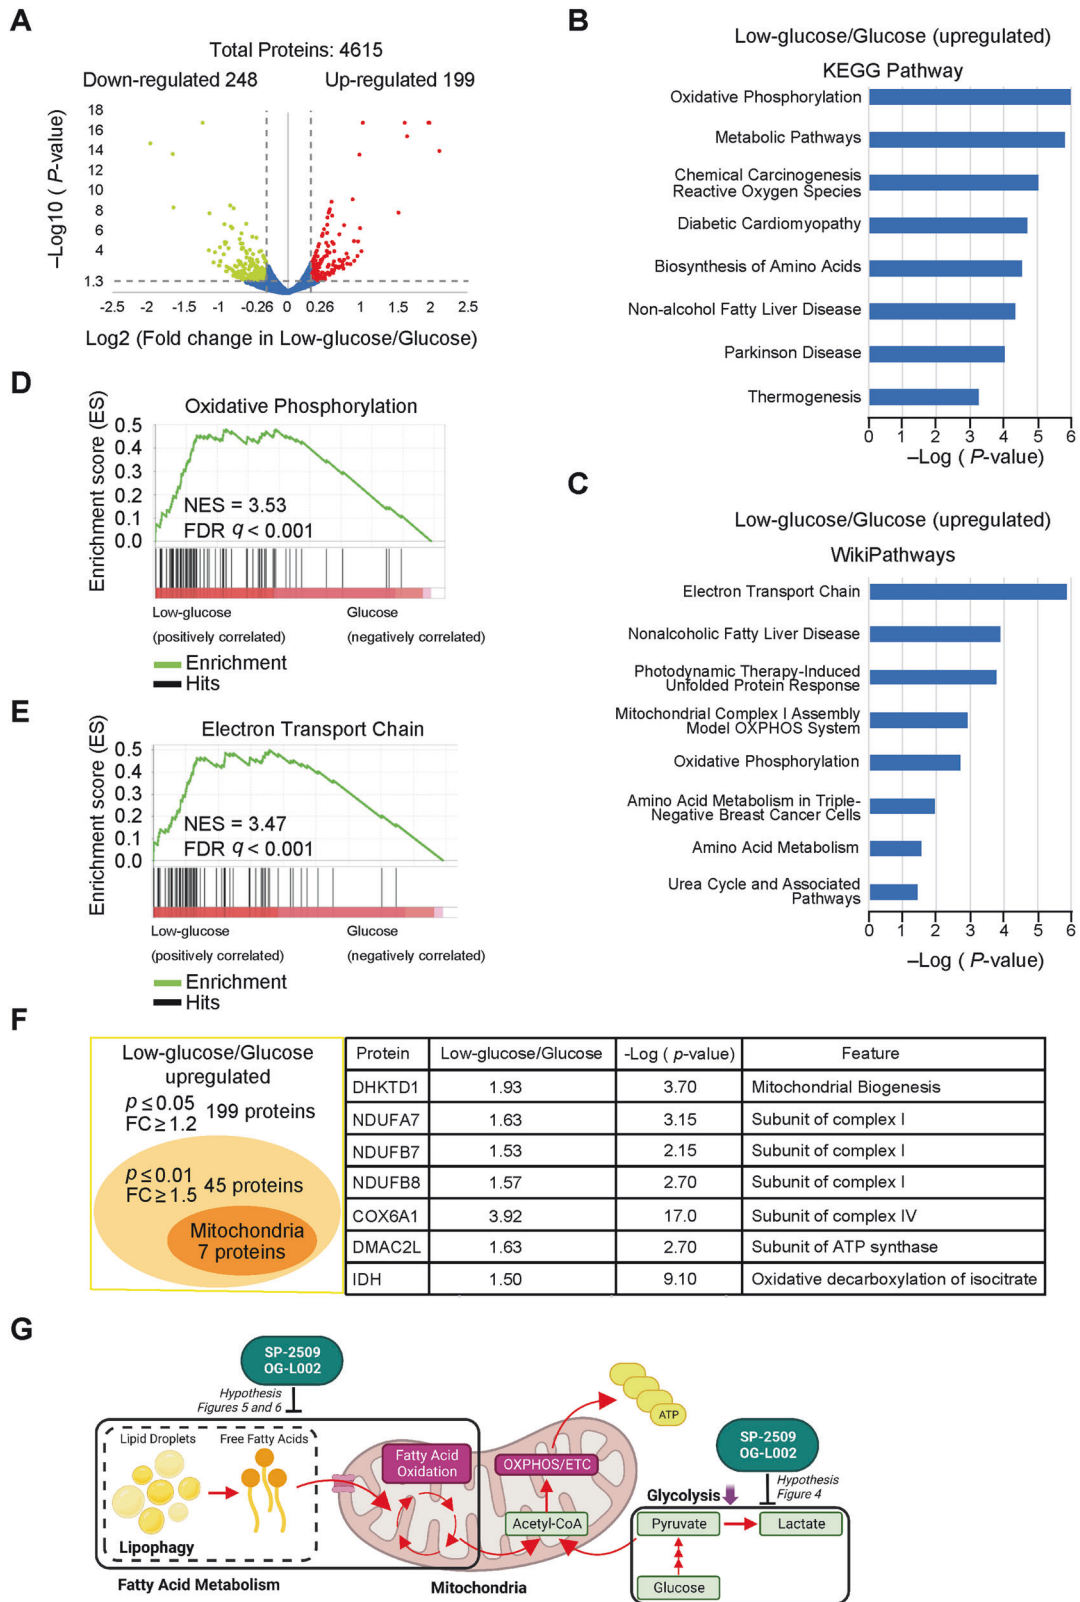 A
Total Proteins: 4615
Down-regulated 248
Up-regulated 199
–Log10 ( P-value)
18
16
14
12
10
8
6
4
1.3
-2.5
-2
-1.5
-1
-0.26
0
0.26
1
1.5
2
2.5
Log2 (Fold change in Low-glucose/Glucose)
B
Low-glucose/Glucose (upregulated)
KEGG Pathway
Oxidative Phosphorylation
Metabolic Pathways
Chemical Carcinogenesis
Reactive Oxygen Species
Diabetic Cardiomyopathy
Biosynthesis of Amino Acids
Non-alcohol Fatty Liver Disease
Parkinson Disease
Thermogenesis
0 1 2 3 4 5 6
–Log ( P-value)
C
Low-glucose/Glucose (upregulated)
WikiPathways
Electron Transport Chain
Nonalcoholic Fatty Liver Disease
Photodynamic Therapy-Induced
Unfolded Protein Response
Mitochondrial Complex I Assembly
Model OXPHOS System
Oxidative Phosphorylation
Amino Acid Metabolism in Triple-
Negative Breast Cancer Cells
Amino Acid Metabolism
Urea Cycle and Associated
Pathways
0 1 2 3 4 5 6
–Log ( P-value)
D
Oxidative Phosphorylation
Enrichment score (ES)
0.5
0.4
0.3
0.2
0.1
0.0
NES = 3.53
FDR q < 0.001
Low-glucose
(positively correlated)
Glucose
(negatively correlated)
Enrichment
Hits
E
Electron Transport Chain
Enrichment score (ES)
0.5
0.4
0.3
0.2
0.1
0.0
NES = 3.47
FDR q < 0.001
Low-glucose
(positively correlated)
Glucose
(negatively correlated)
Enrichment
Hits
F
Low-glucose/Glucose
upregulated
p ≤ 0.05
FC ≥ 1.2
199 proteins
p ≤ 0.01
FC ≥ 1.5
45 proteins
Mitochondria
7 proteins
Protein Low-glucose/Glucose -Log ( p-value) Feature
DHKTD1 1.93 3.70 Mitochondrial Biogenesis
NDUFA7 1.63 3.15 Subunit of complex I
NDUFB7 1.53 2.15 Subunit of complex I
NDUFB8 1.57 2.70 Subunit of complex I
COX6A1 3.92 17.0 Subunit of complex IV
DMAC2L 1.63 2.70 Subunit of ATP synthase
IDH 1.50 9.10 Oxidative decarboxylation of isocitrate
G
SP-2509
OG-L002
Hypothesis
Figures 5 and 6
Lipid Droplets
Free Fatty Acids
Lipophagy
Fatty Acid Metabolism
Fatty Acid
Oxidation
OXPHOS/ETC
Acetyl-CoA
Mitochondria
ATP
SP-2509
OG-L002
Hypothesis
Figure 4
Glycolysis
Pyruvate
Lactate
Glucose